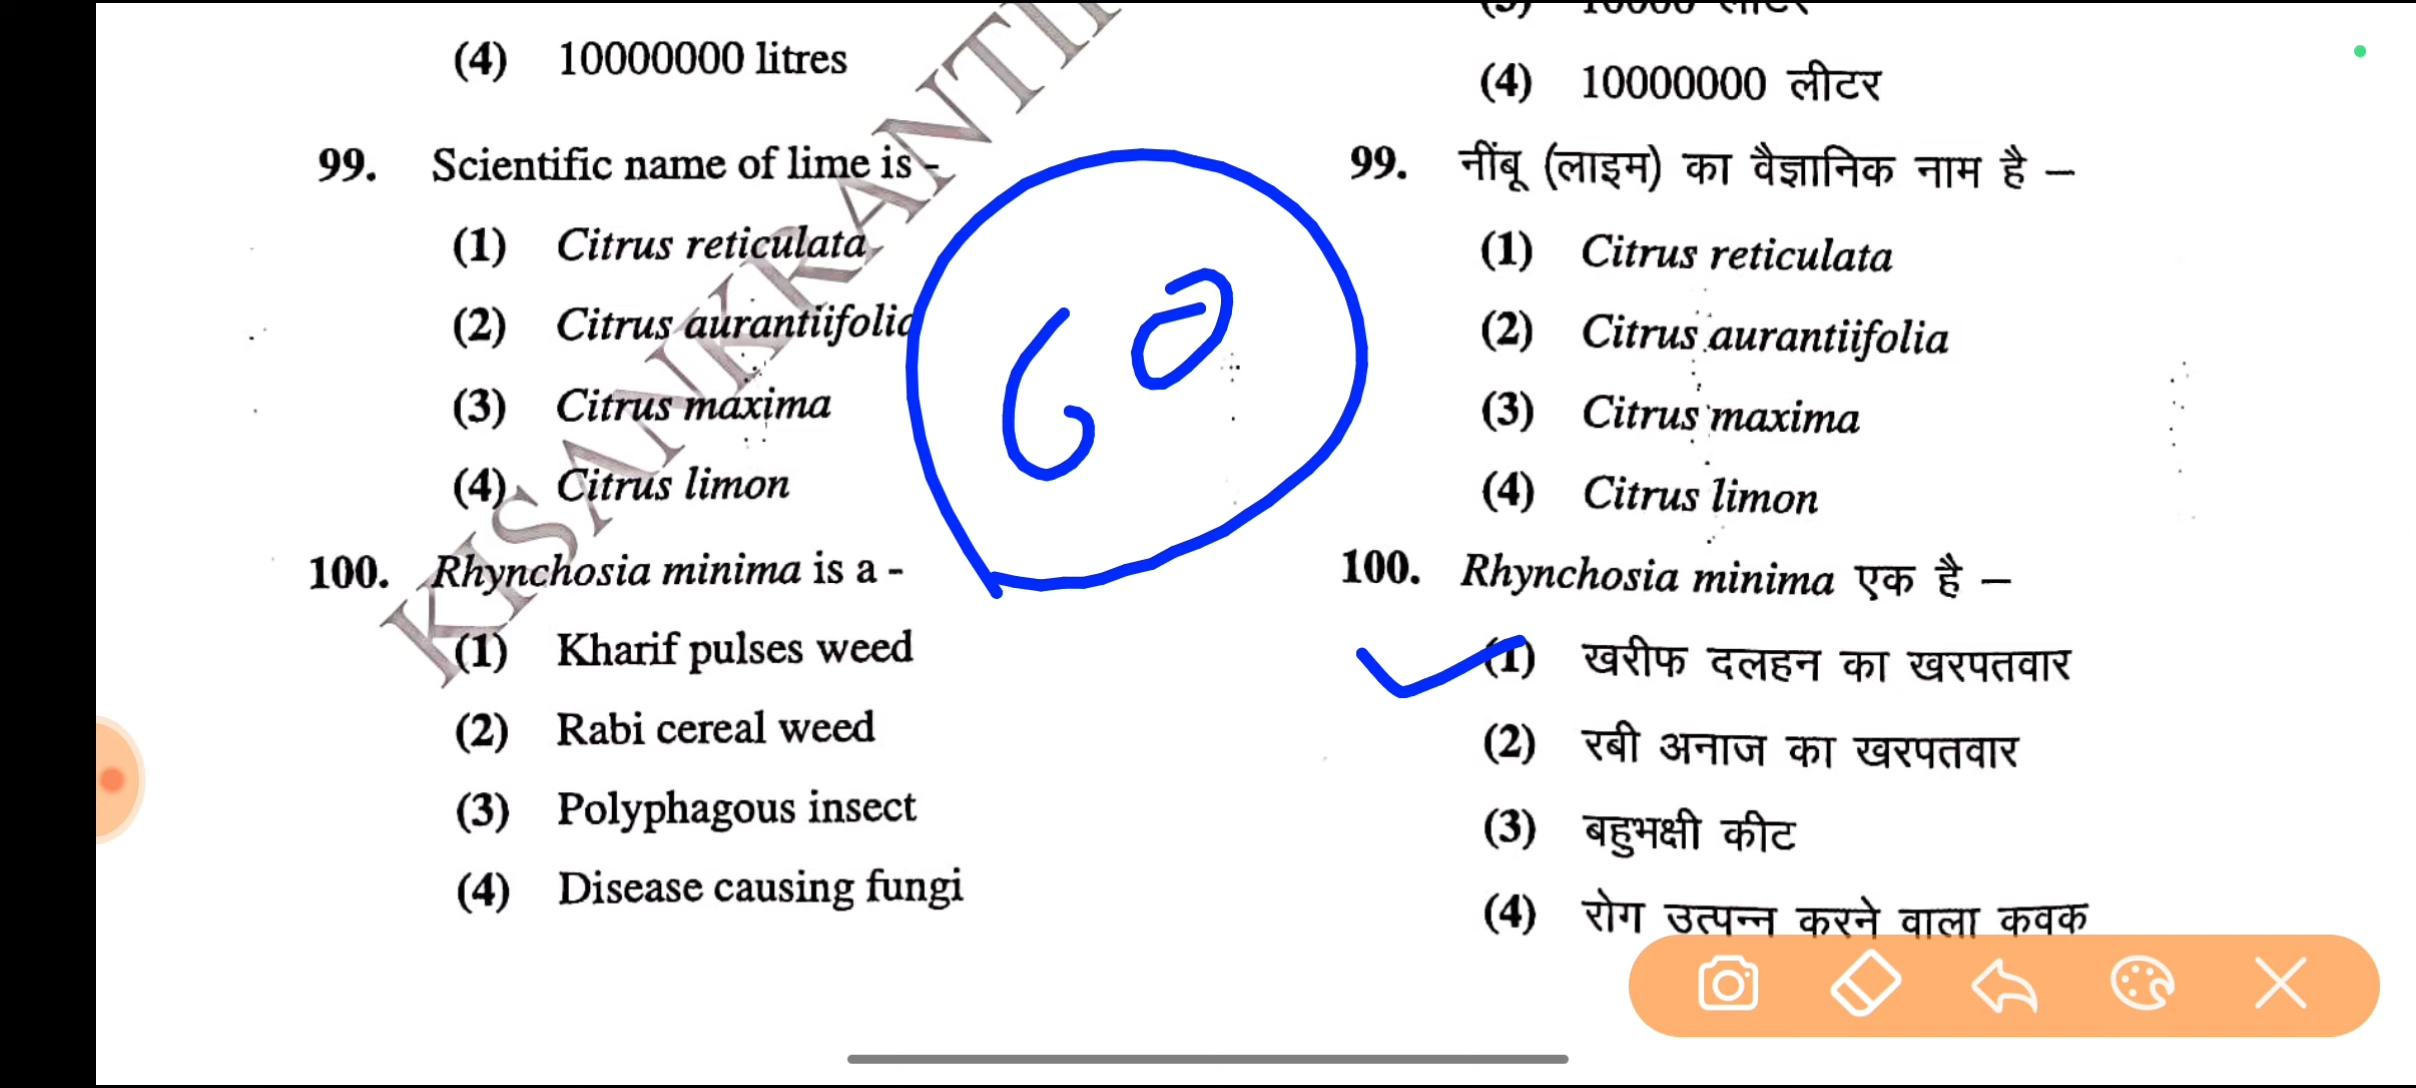 (4) 10000000 litres
99. Scientific name of lime is -
(1) Citrus reticulata
(2) Citrus aurantiifolia
(3) Citrus maxima
(4) Citrus limon
100. Rhynchosia minima is a -
(1) Kharif pulses weed
(2) Rabi cereal weed
(3) Polyphagous insect
(4) Disease causing fungi
(4) 10000000 लीटर
99. नींबू (लाइम) का वैज्ञानिक नाम है –
(1) Citrus reticulata
(2) Citrus aurantiifolia
(3) Citrus maxima
(4) Citrus limon
100. Rhynchosia minima एक है –
(1) खरीफ दलहन का खरपतवार
(2) रबी अनाज का खरपतवार
(3) बहुभक्षी कीट
(4) रोग उत्पन्न करने वाला कवक
60